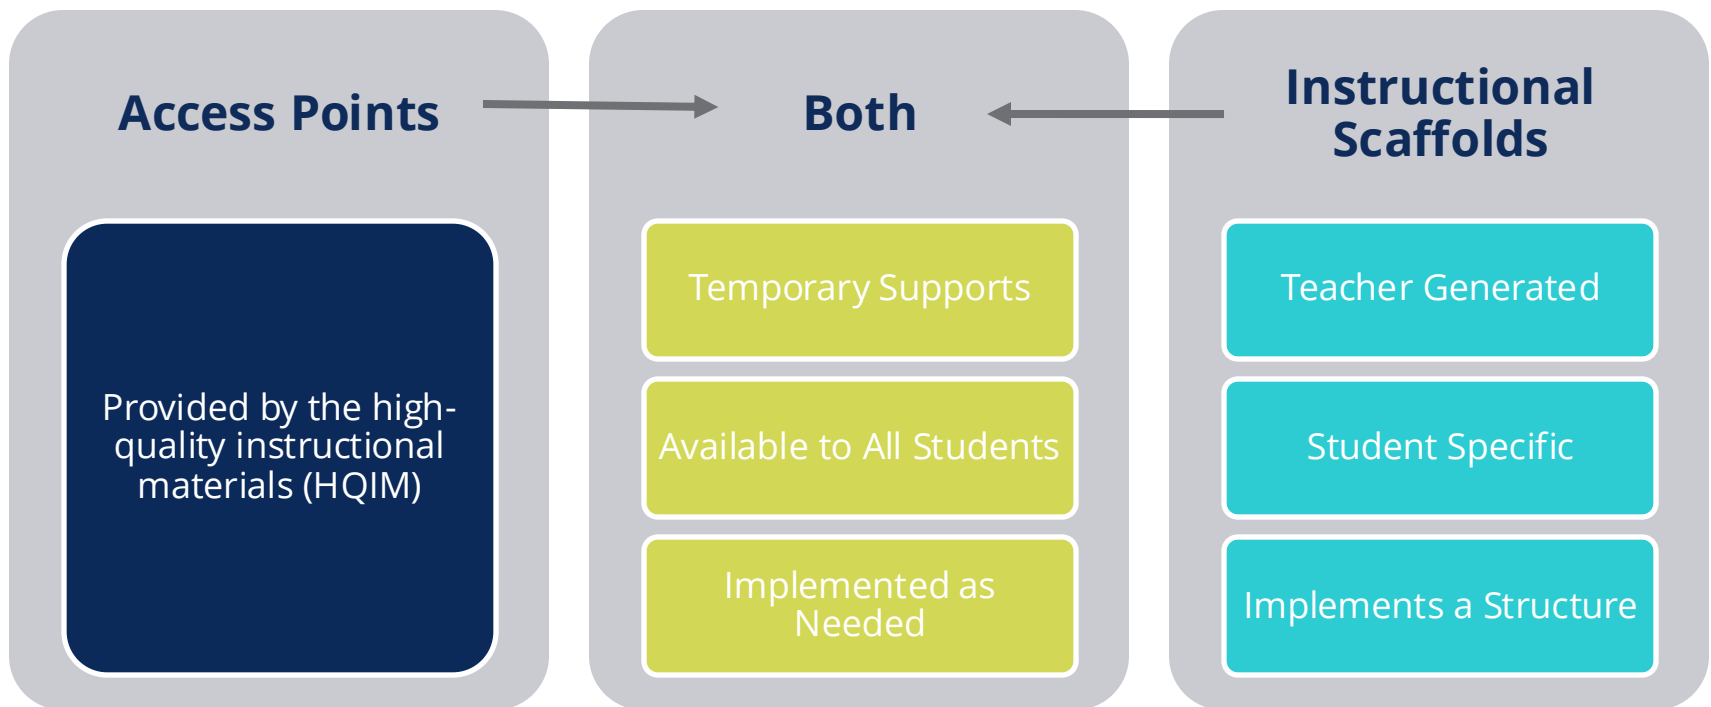 Access Points
Provided by the high-
quality instructional
materials (HQIM)
Both
Temporary Supports
Available to All Students
Implemented as
Needed
Instructional
Scaffolds
Teacher Generated
Student Specific
Implements a Structure